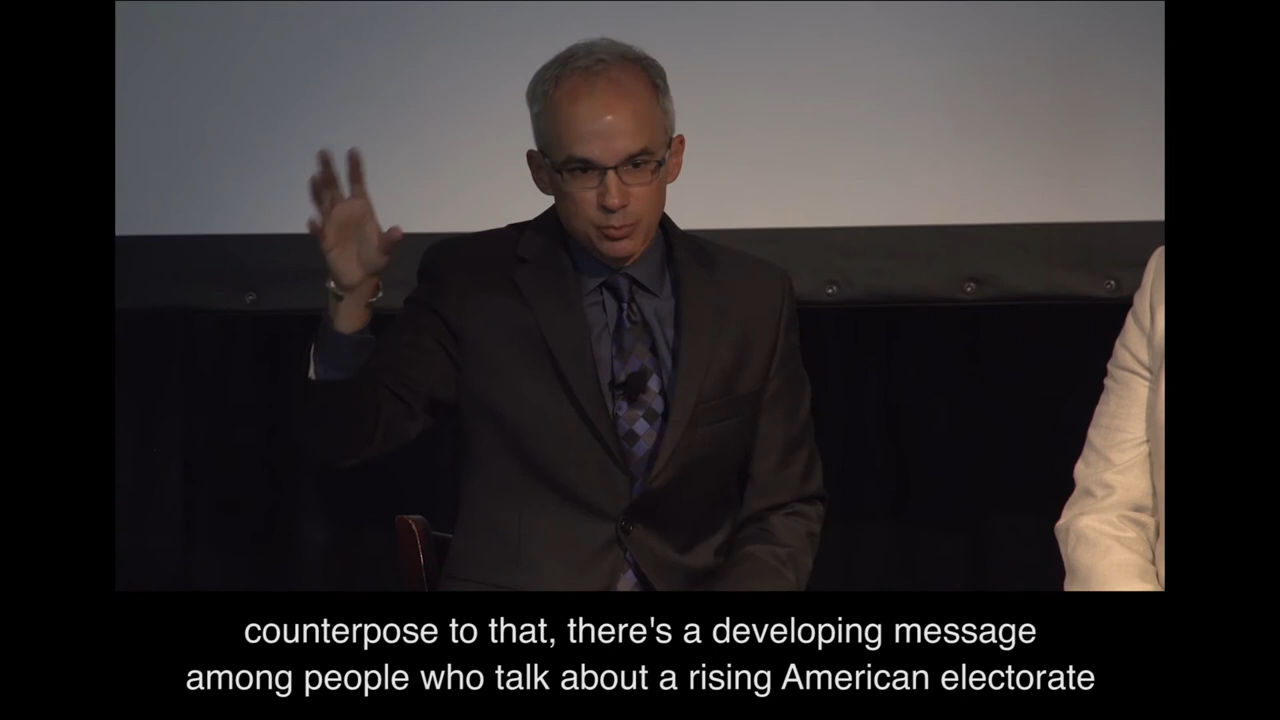 counterpose to that, there's a developing message
among people who talk about a rising American electorate